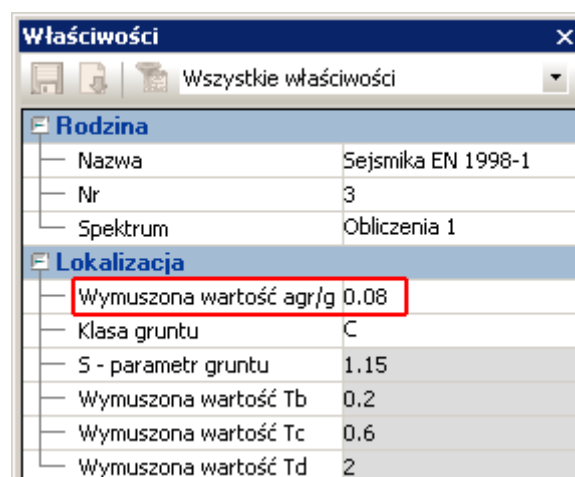 Właściwości
Wszystkie właściwości
Rodzina
Nazwa Sejsmika EN 1998-1
Nr 3
Spektrum Obliczenia 1
Lokalizacja
Wymuszona wartość agr/g 0.08
Klasa gruntu C
S - parametr gruntu 1.15
Wymuszona wartość Tb 0.2
Wymuszona wartość Tc 0.6
Wymuszona wartość Td 2